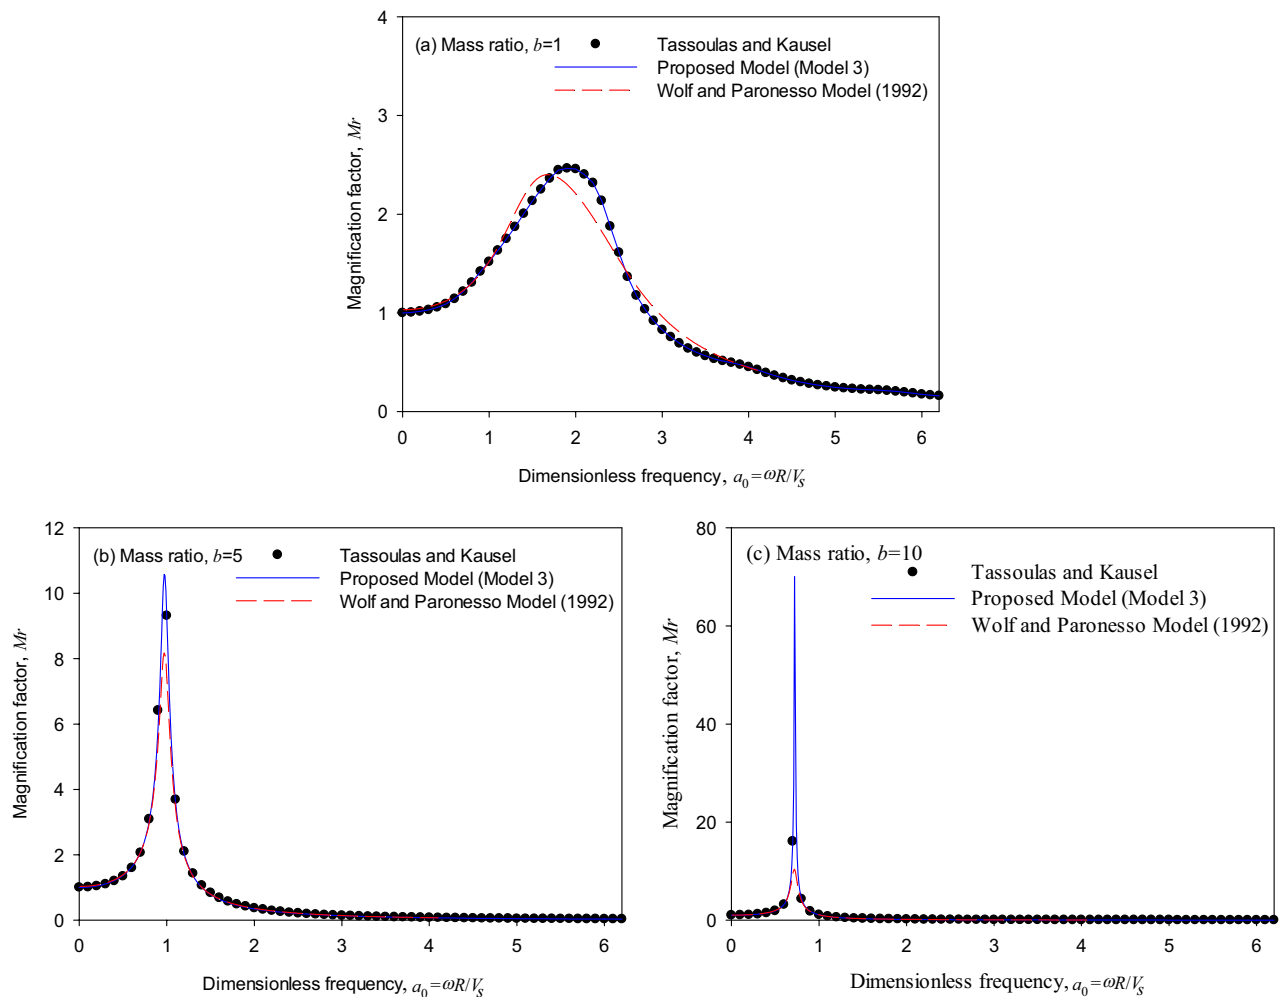 4
(a) Mass ratio, b=1
Tassoulas and Kausel
Proposed Model (Model 3)
Wolf and Paronesso Model (1992)
3
2
1
0
Magnification factor, Mr
0 1 2 3 4 5 6
Dimensionless frequency, a₀=ωR/Vₛ
12
(b) Mass ratio, b=5
Tassoulas and Kausel
Proposed Model (Model 3)
Wolf and Paronesso Model (1992)
10
8
6
4
2
0
Magnification factor, Mr
0 1 2 3 4 5 6
Dimensionless frequency, a₀=ωR/Vₛ
80
(c) Mass ratio, b=10
Tassoulas and Kausel
Proposed Model (Model 3)
Wolf and Paronesso Model (1992)
60
40
20
0
Magnification factor, Mr
0 1 2 3 4 5 6
Dimensionless frequency, a₀=ωR/Vₛ